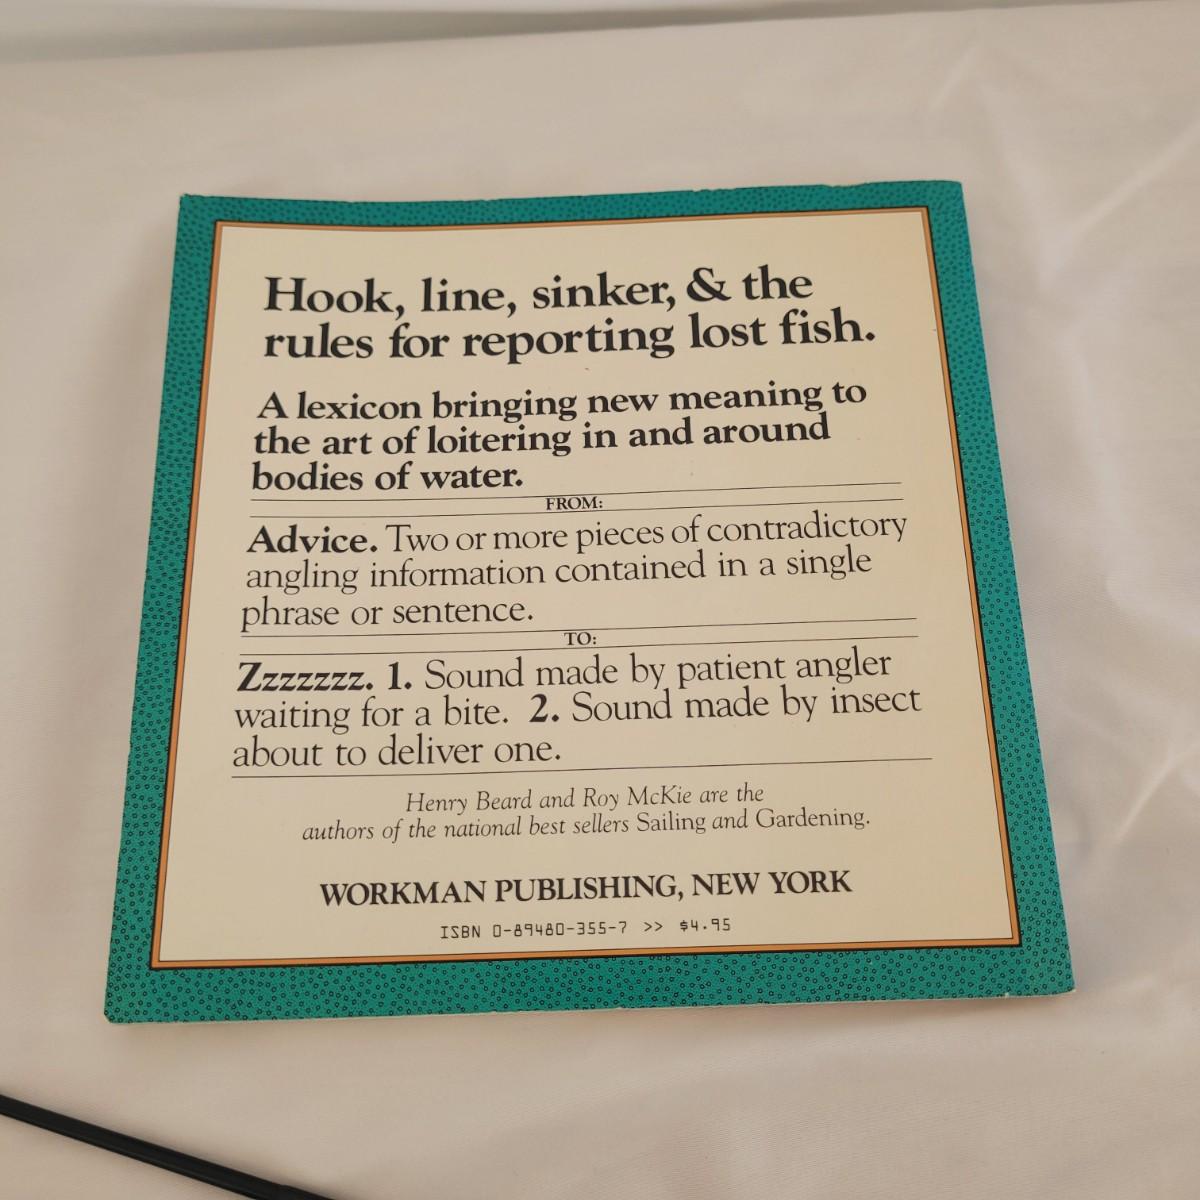 Hook, line, sinker, & the
rules for reporting lost fish.
A lexicon bringing new meaning to
the art of loitering in and around
bodies of water.
FROM:
Advice. Two or more pieces of contradictory
angling information contained in a single
phrase or sentence.
TO:
Zzzzzzz. 1. Sound made by patient angler
waiting for a bite. 2. Sound made by insect
about to deliver one.
Henry Beard and Roy McKie are the
authors of the national best sellers Sailing and Gardening.
WORKMAN PUBLISHING, NEW YORK
ISBN 0-89480-355-7 >> $4.95